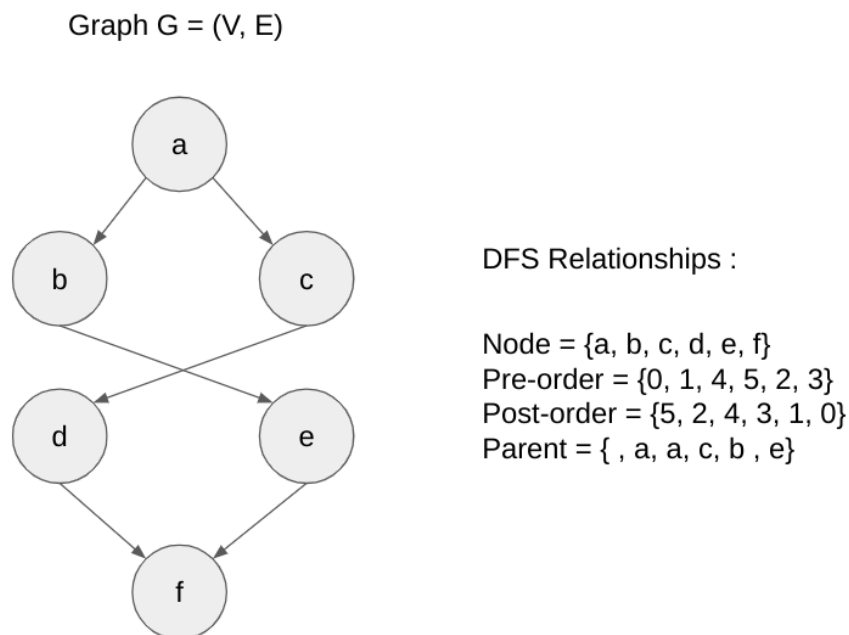 Graph G = (V, E)
a
b
c
d
e
f
DFS Relationships :
Node = {a, b, c, d, e, f}
Pre-order = {0, 1, 4, 5, 2, 3}
Post-order = {5, 2, 4, 3, 1, 0}
Parent = { , a, a, c, b , e}